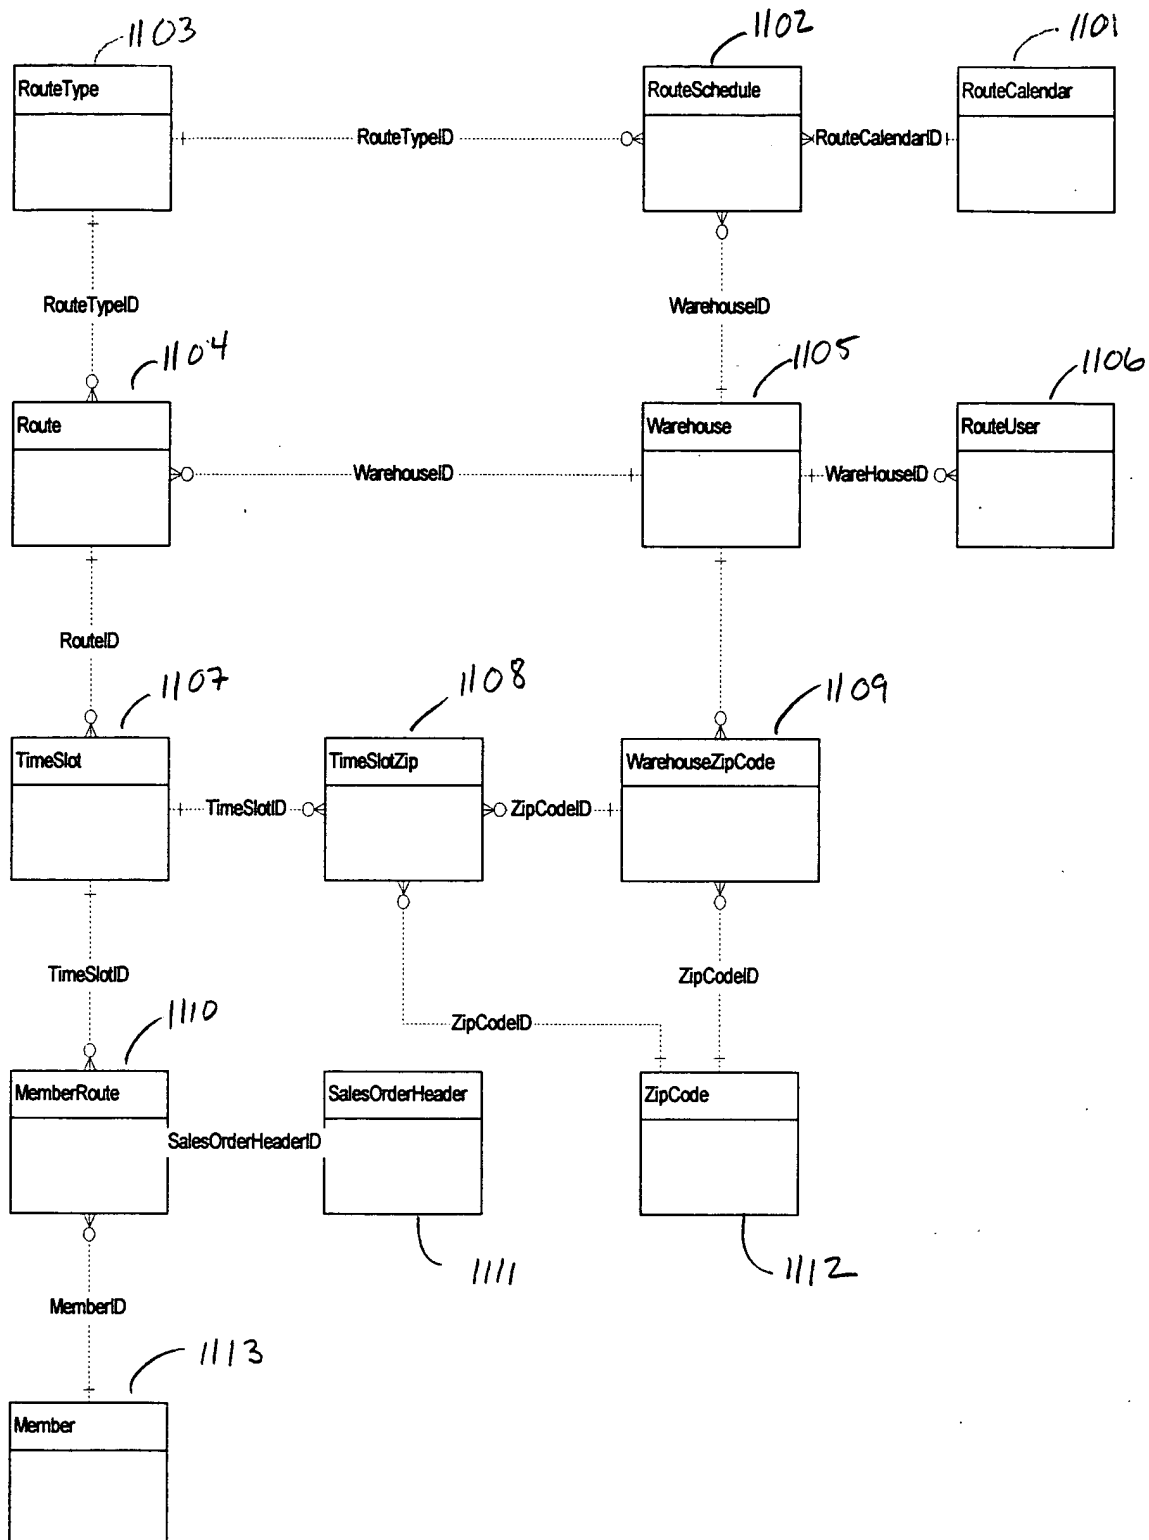 1103
1102
1101
RouteType
RouteSchedule
RouteCalendar
RouteTypeID
RouteCalendarID
RouteTypeID
WarehouseID
1104
1105
1106
Route
Warehouse
RouteUser
WarehouseID
WareHouseID
RouteID
1107
1108
1109
TimeSlot
TimeSlotZip
WarehouseZipCode
TimeSlotID
ZipCodeID
TimeSlotID
ZipCodeID
ZipCodeID
1110
MemberRoute
SalesOrderHeader
ZipCode
SalesOrderHeaderID
1111
1112
MemberID
1113
Member